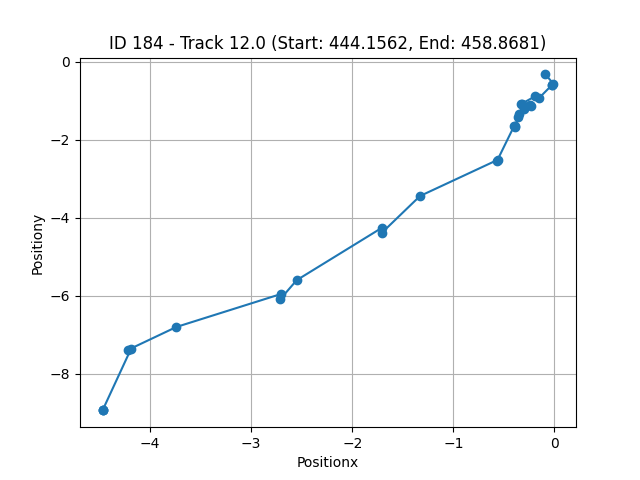 ID 184 - Track 12.0 (Start: 444.1562, End: 458.8681)
0
−2
−4
−6
−8
Positiony
−4 −3 −2 −1 0
Positionx